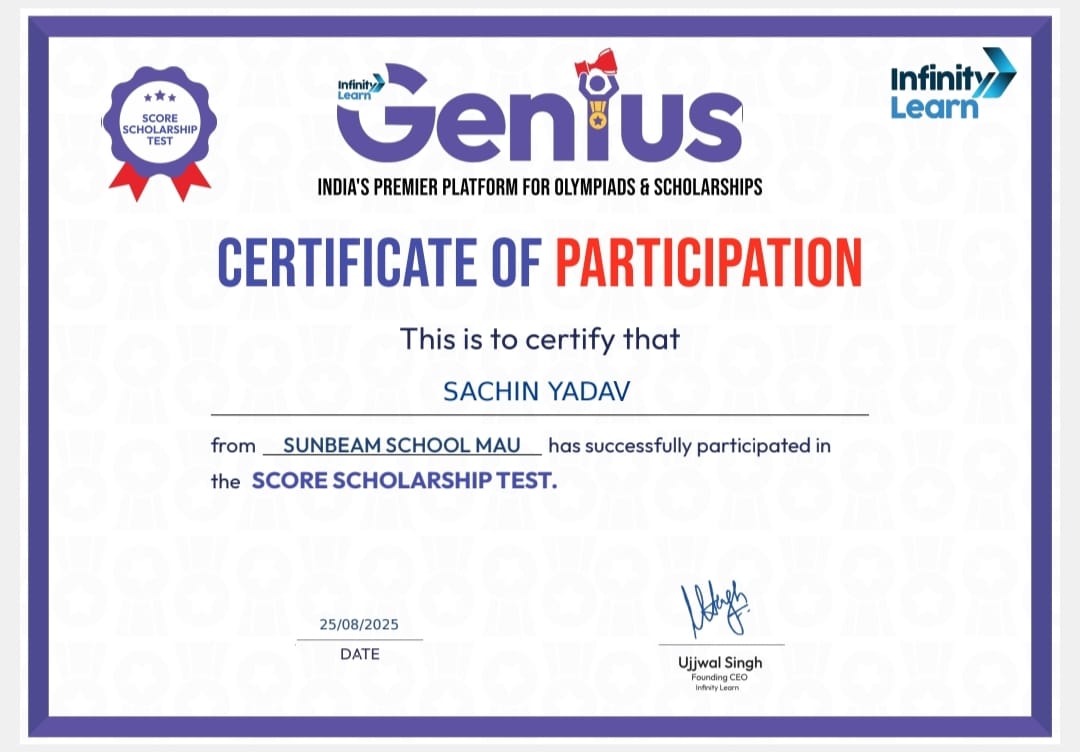 SCORE
SCHOLARSHIP
TEST
Infinity
Learn
Genius
Infinity
Learn
INDIA'S PREMIER PLATFORM FOR OLYMPIADS & SCHOLARSHIPS
CERTIFICATE OF PARTICIPATION
This is to certify that
SACHIN YADAV
from SUNBEAM SCHOOL MAU has successfully participated in
the SCORE SCHOLARSHIP TEST.
25/08/2025
DATE
Ujjwal Singh
Founding CEO
Infinity Learn